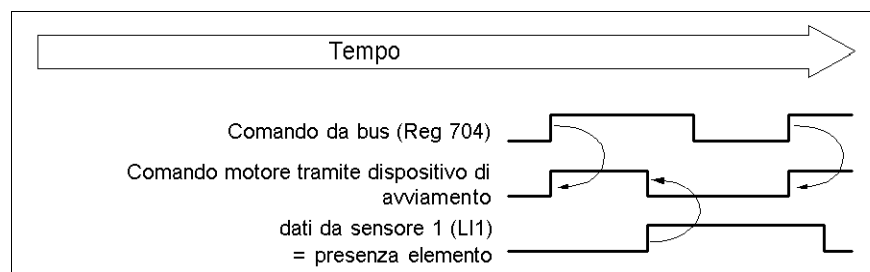 Tempo
Comando da bus (Reg 704)
Comando motore tramite dispositivo di
avviamento
dati da sensore 1 (LI1)
= presenza elemento